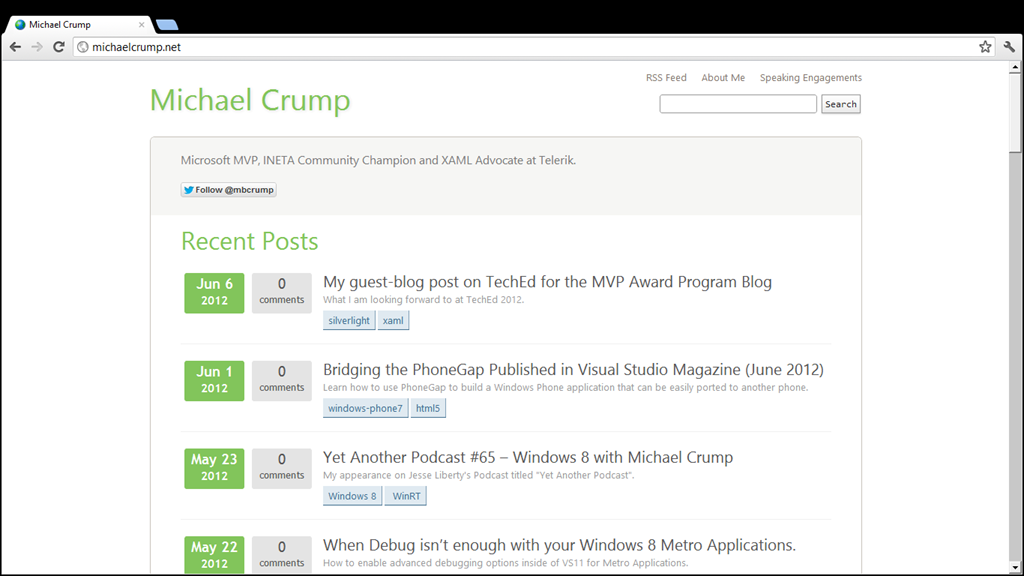 Michael Crump
michaelcrump.net
RSS Feed About Me Speaking Engagements
Michael Crump
Search
Microsoft MVP, INETA Community Champion and XAML Advocate at Telerik.
Follow @mbcrump
Recent Posts
Jun 6
2012
0
comments
My guest-blog post on TechEd for the MVP Award Program Blog
What I am looking forward to at TechEd 2012.
silverlight xaml
Jun 1
2012
0
comments
Bridging the PhoneGap Published in Visual Studio Magazine (June 2012)
Learn how to use PhoneGap to build a Windows Phone application that can be easily ported to another phone.
windows-phone7 html5
May 23
2012
0
comments
Yet Another Podcast #65 – Windows 8 with Michael Crump
My appearance on Jesse Liberty's Podcast titled "Yet Another Podcast".
Windows 8 WinRT
May 22
2012
0
comments
When Debug isn’t enough with your Windows 8 Metro Applications.
How to enable advanced debugging options inside of VS11 for Metro Applications.